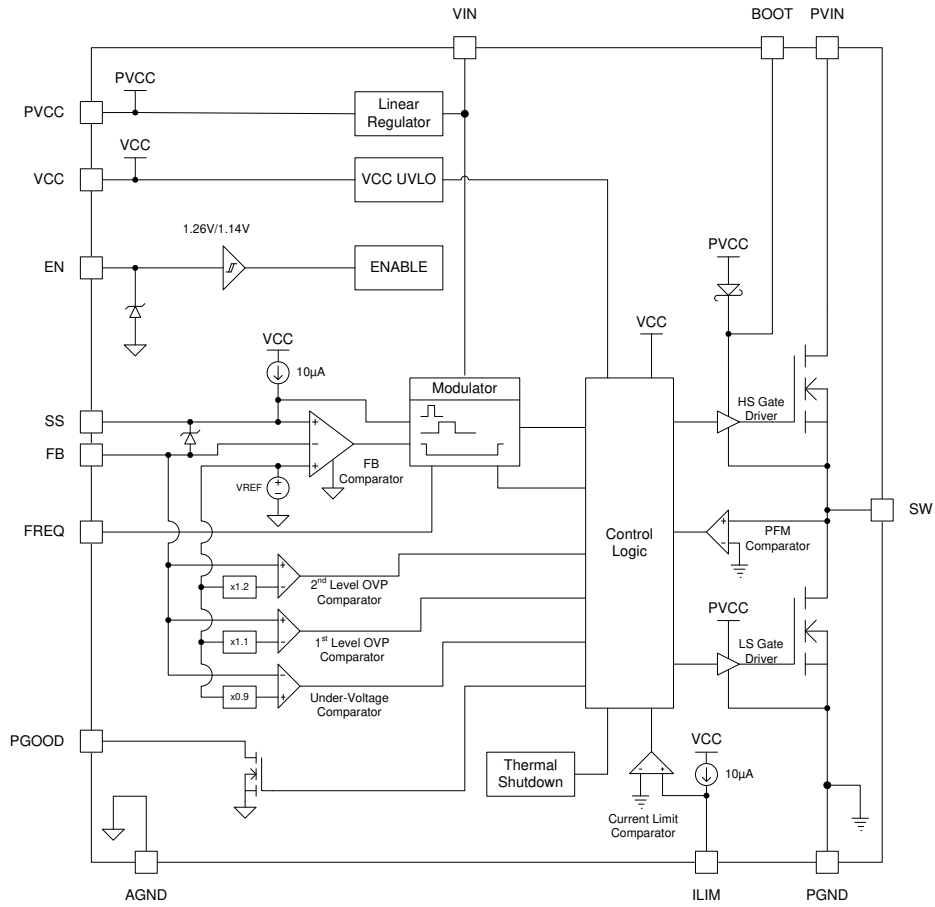 VIN
BOOT
PVIN
PVCC
PVCC
Linear
Regulator
VCC
VCC
VCC UVLO
1.26V/1.14V
EN
ENABLE
PVCC
VCC
10µA
VCC
Modulator
SS
FB
HS Gate
Driver
VREF
FB
Comparator
FREQ
Control
Logic
PFM
Comparator
SW
x1.2
2nd Level OVP
Comparator
x1.1
1st Level OVP
Comparator
PVCC
LS Gate
Driver
x0.9
Under-Voltage
Comparator
PGOOD
Thermal
Shutdown
VCC
10µA
Current Limit
Comparator
AGND
ILIM
PGND